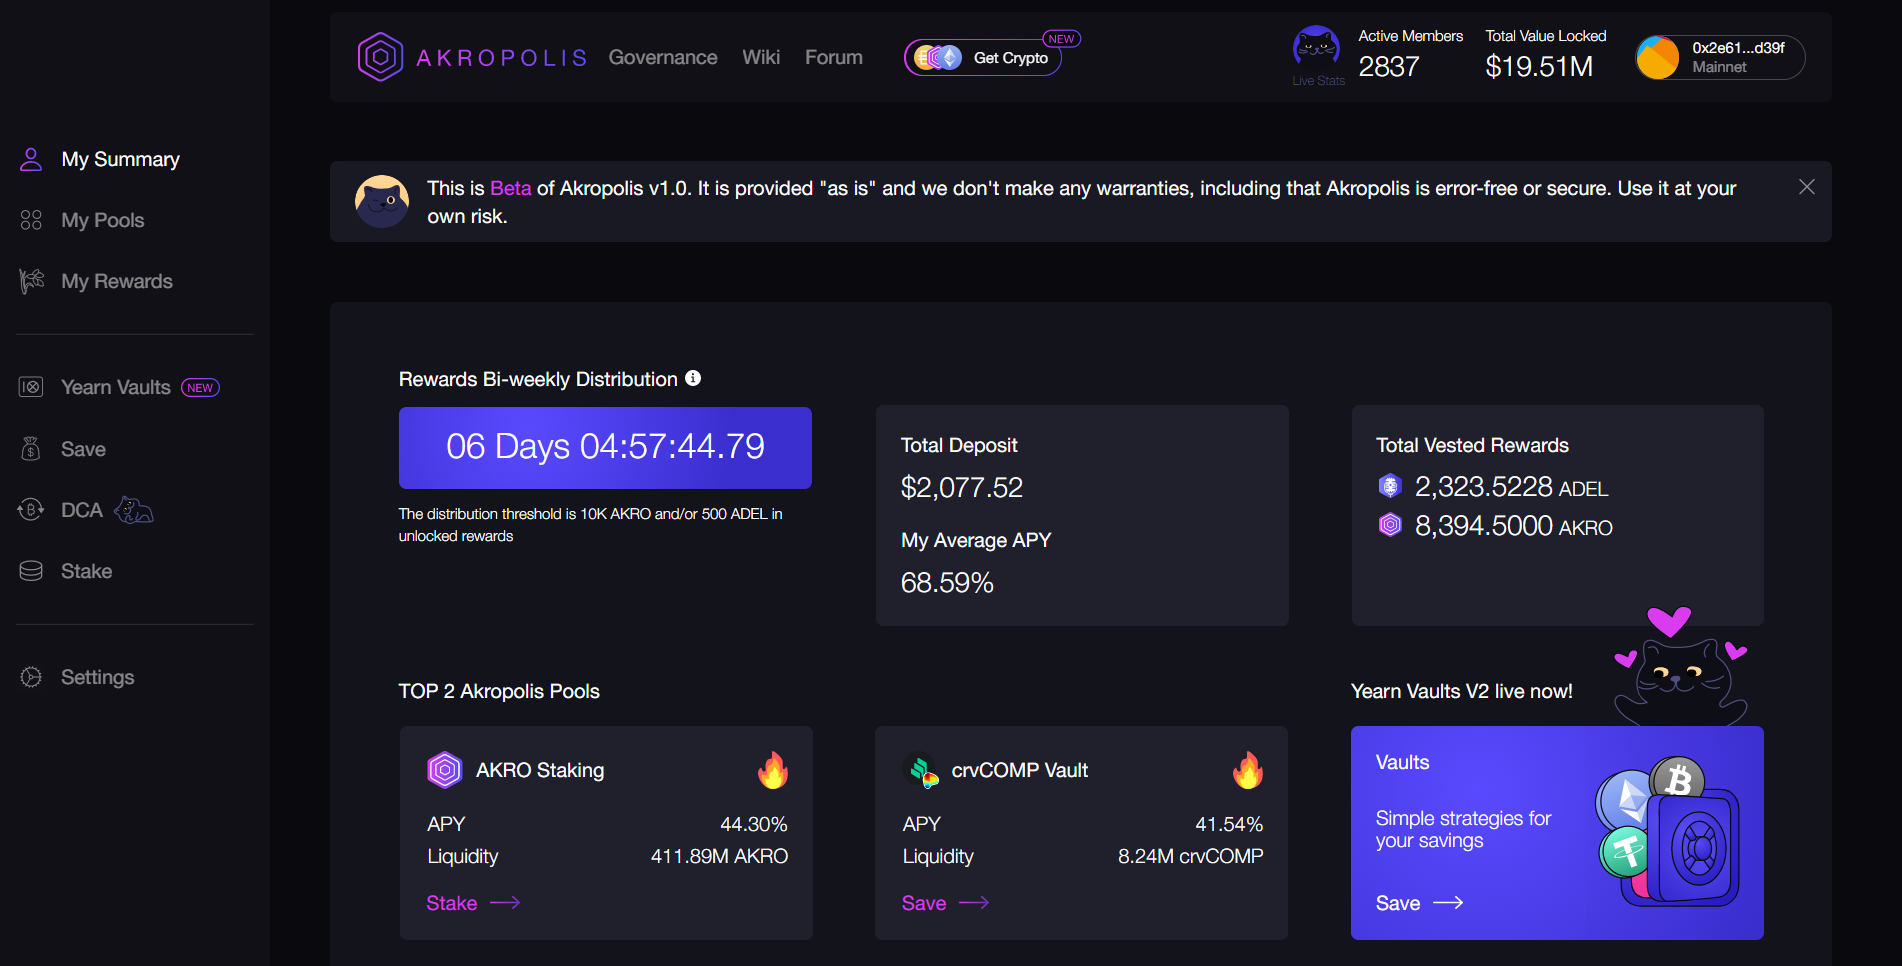 AKROPOLIS
Governance
Wiki
Forum
Get Crypto
NEW
Live Stats
Active Members
2837
Total Value Locked
$19.51M
0x2e61...d39f
Mainnet
My Summary
My Pools
My Rewards
Yearn Vaults NEW
Save
DCA
Stake
Settings
This is Beta of Akropolis v1.0. It is provided "as is" and we don't make any warranties, including that Akropolis is error-free or secure. Use it at your
own risk.
Rewards Bi-weekly Distribution
06 Days 04:57:44.79
The distribution threshold is 10K AKRO and/or 500 ADEL in
unlocked rewards
Total Deposit
$2,077.52
My Average APY
68.59%
Total Vested Rewards
2,323.5228 ADEL
8,394.5000 AKRO
TOP 2 Akropolis Pools
AKRO Staking
APY 44.30%
Liquidity 411.89M AKRO
Stake
crvCOMP Vault
APY 41.54%
Liquidity 8.24M crvCOMP
Save
Yearn Vaults V2 live now!
Vaults
Simple strategies for
your savings
Save